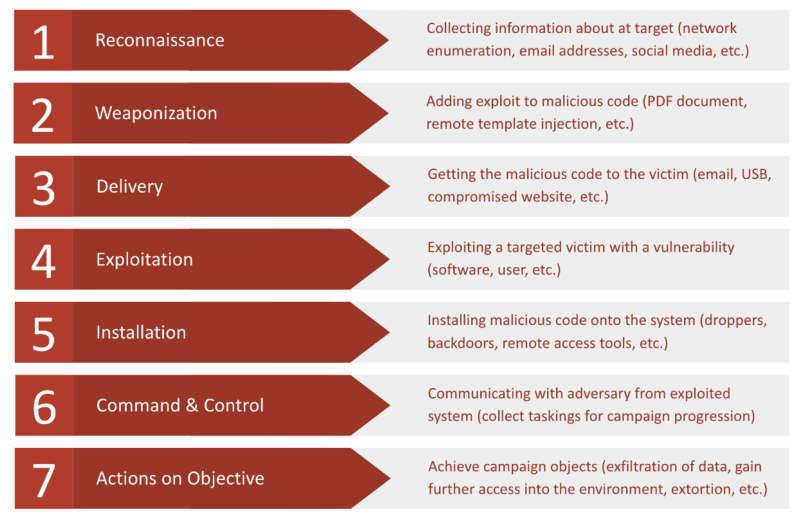 1
Reconnaissance
Collecting information about at target (network
enumeration, email addresses, social media, etc.)
2
Weaponization
Adding exploit to malicious code (PDF document,
remote template injection, etc.)
3
Delivery
Getting the malicious code to the victim (email, USB,
compromised website, etc.)
4
Exploitation
Exploiting a targeted victim with a vulnerability
(software, user, etc.)
5
Installation
Installing malicious code onto the system (droppers,
backdoors, remote access tools, etc.)
6
Command & Control
Communicating with adversary from exploited
system (collect taskings for campaign progression)
7
Actions on Objective
Achieve campaign objects (exfiltration of data, gain
further access into the environment, extortion, etc.)